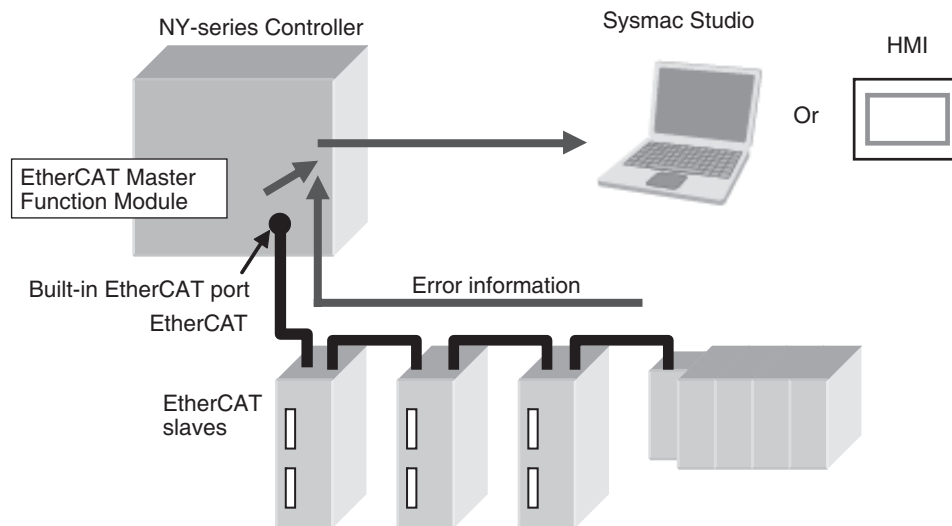 NY-series Controller
Sysmac Studio
HMI
Or
EtherCAT Master
Function Module
Built-in EtherCAT port
Error information
EtherCAT
EtherCAT
slaves